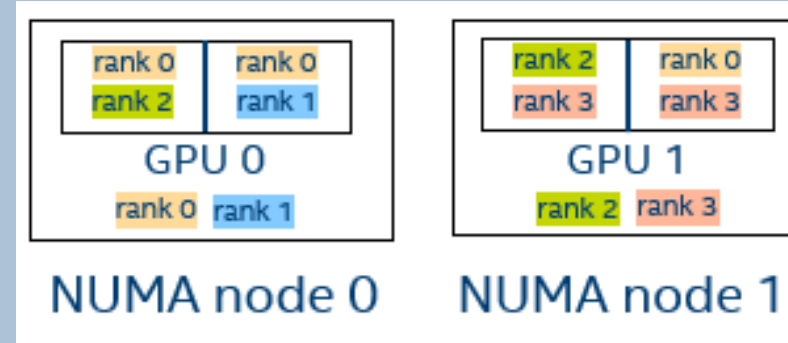 rank 0 rank 0 rank 2 rank 0
rank 2 rank 1 rank 3 rank 3
GPU 0 GPU 1
rank 0 rank 1 rank 2 rank 3
NUMA node 0 NUMA node 1